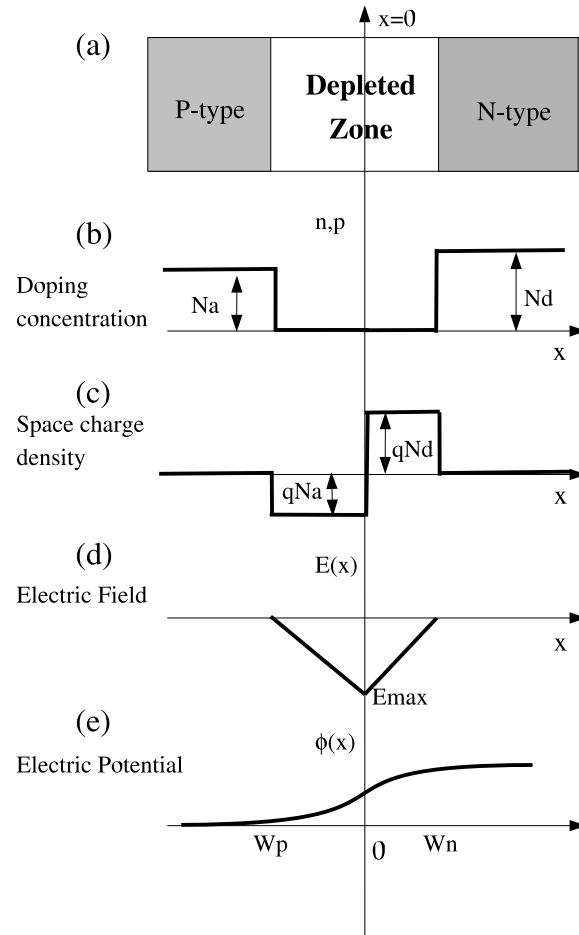 (a)
x=0
P-type
Depleted
Zone
N-type
(b)
n,p
Doping
concentration
Na
Nd
x
(c)
Space charge
density
qNa
qNd
x
(d)
E(x)
Electric Field
x
Emax
(e)
ϕ(x)
Electric Potential
Wp
0
Wn